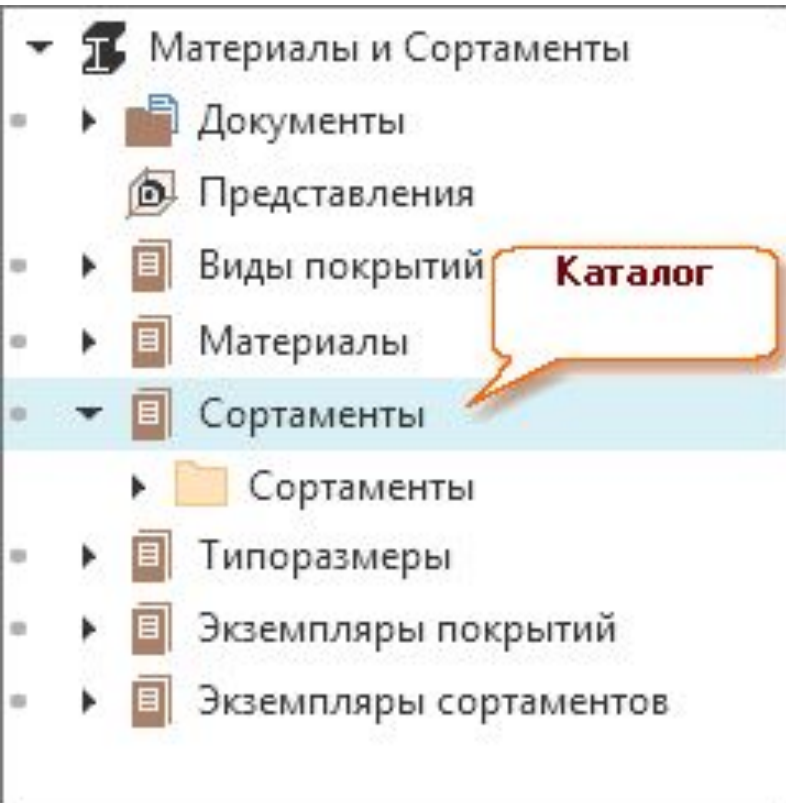 Материалы и Сортаменты
Документы
Представления
Виды покрытий
Каталог
Материалы
Сортаменты
Сортаменты
Типоразмеры
Экземпляры покрытий
Экземпляры сортаментов